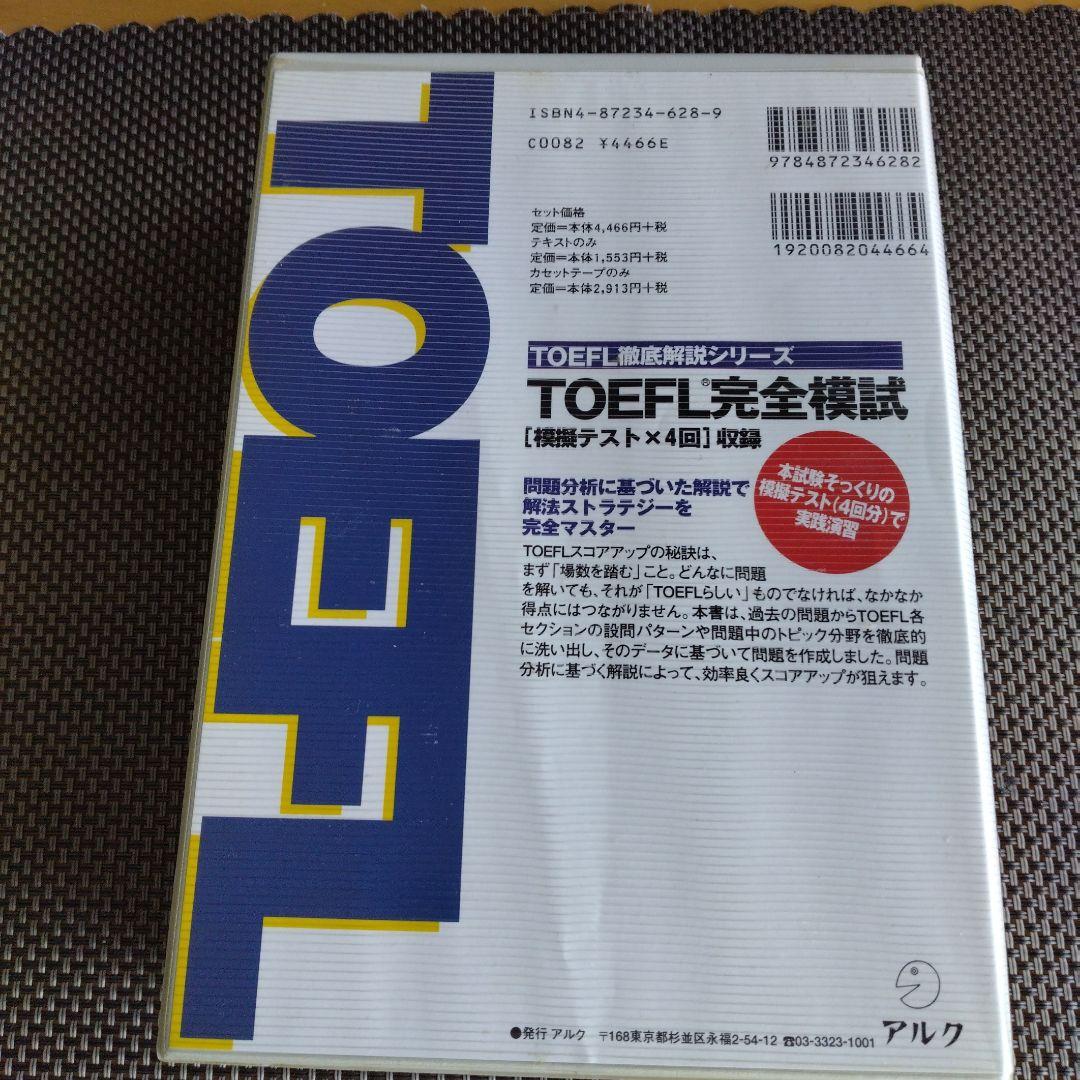 TOEFL
ISBN4-87234-628-9
C0082 ¥4466E
9784872346282
1920082044664
セット価格
定価=本体4,466円+税
テキストのみ
定価=本体1,553円+税
カセットテープのみ
定価=本体2,913円+税
TOEFL徹底解説シリーズ
TOEFL®完全模試
[模擬テスト×4回]収録
本試験そっくりの
模擬テスト(4回分)で
実践演習
問題分析に基づいた解説で
解法ストラテジーを
完全マスター
TOEFLスコアアップの秘訣は、
まず「場数を踏む」こと。どんなに問題
を解いても、それが「TOEFLらしい」ものでなければ、なかなか
得点にはつながりません。本書は、過去の問題からTOEFL各
セクションの設問パターンや問題中のトピック分野を徹底的
に洗い出し、そのデータに基づいて問題を作成しました。問題
分析に基づく解説によって、効率良くスコアアップが狙えます。
●発行 アルク 〒168東京都杉並区永福2-54-12 ☎03-3323-1001
アルク